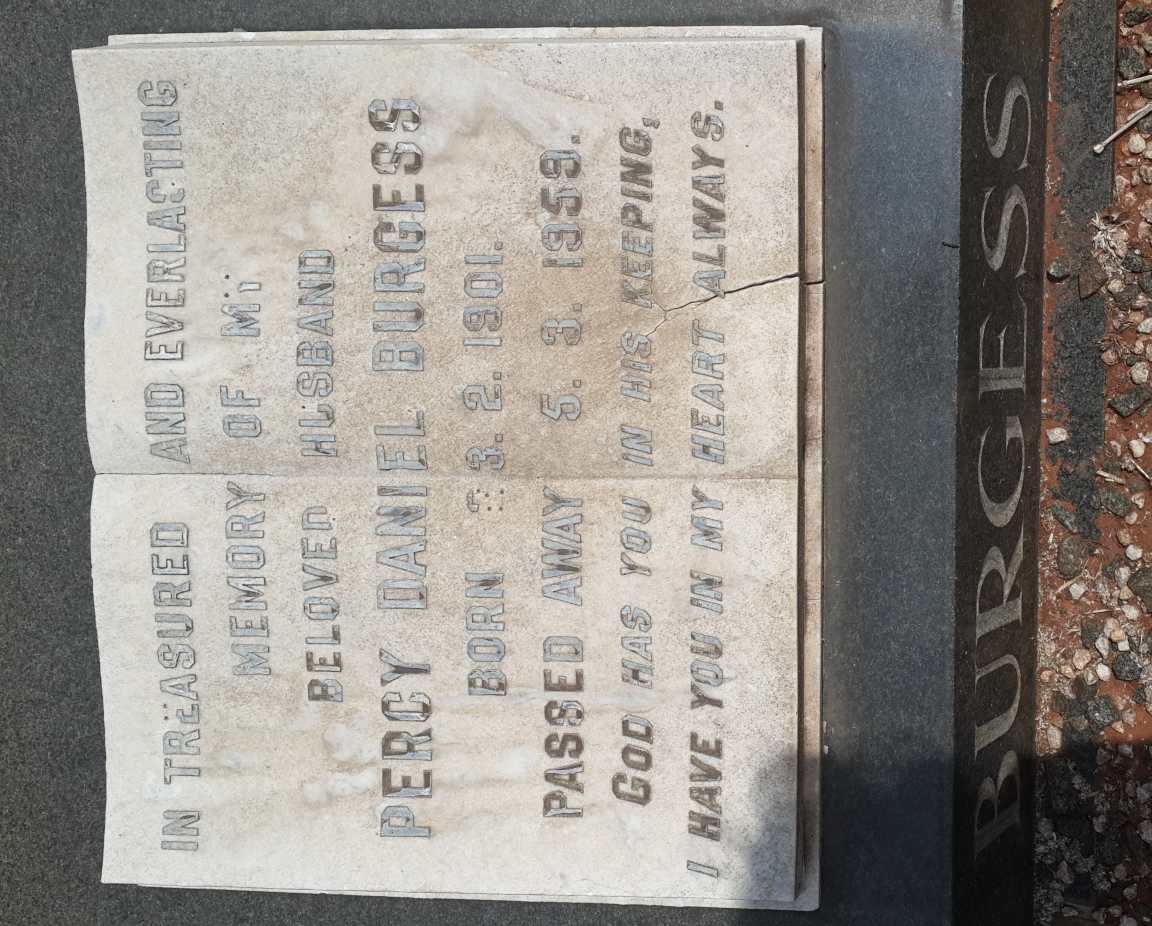 IN TREASURED AND EVERLASTING
MEMORY OF MY
BELOVED HUSBAND
PERCY DANIEL BURGESS
BORN 2. 1901.
PASSED AWAY 5. 3. 1959.
GOD HAS YOU IN HIS KEEPING,
I HAVE YOU IN MY HEART ALWAYS.
BURGESS